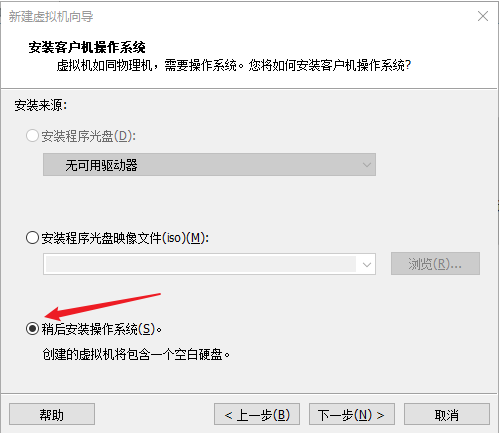 新建虚拟机向导
安装客户机操作系统
虚拟机如同物理机，需要操作系统。您将如何安装客户机操作系统?
安装来源:
安装程序光盘(D):
无可用驱动器
安装程序光盘映像文件(iso)(M):
浏览(R)...
稍后安装操作系统(S)。
创建的虚拟机将包含一个空白硬盘。
帮助
< 上一步(B)
下一步(N) >
取消